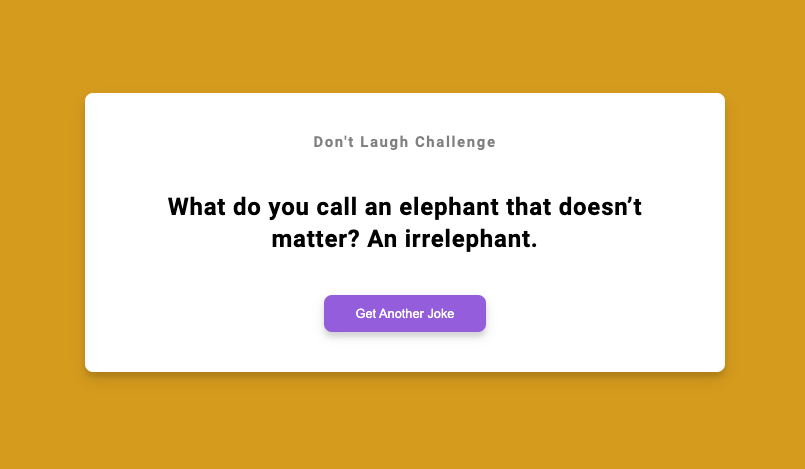 Don't Laugh Challenge
What do you call an elephant that doesn’t
matter? An irrelephant.
Get Another Joke